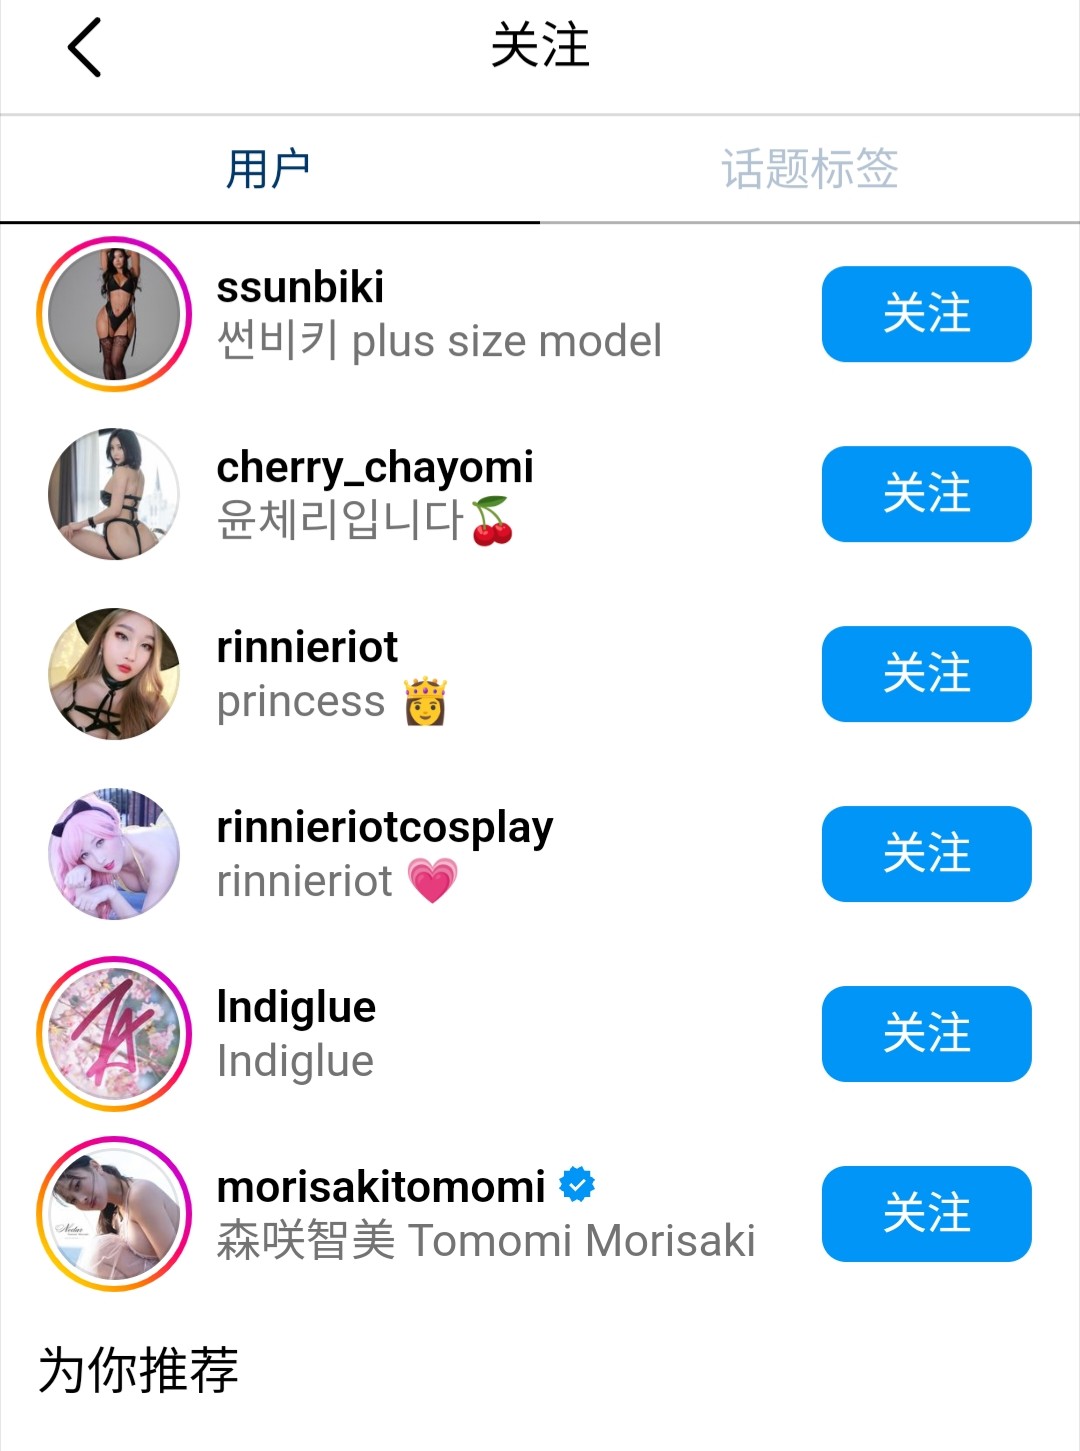 关注
用户
话题标签
ssunbiki
썬비키 plus size model
关注
cherry_chayomi
윤체리입니다🍒
关注
rinnieriot
princess 👸
关注
rinnieriotcosplay
rinnieriot 💗
关注
Indiglue
Indiglue
关注
morisakitomomi
森咲智美 Tomomi Morisaki
关注
为你推荐